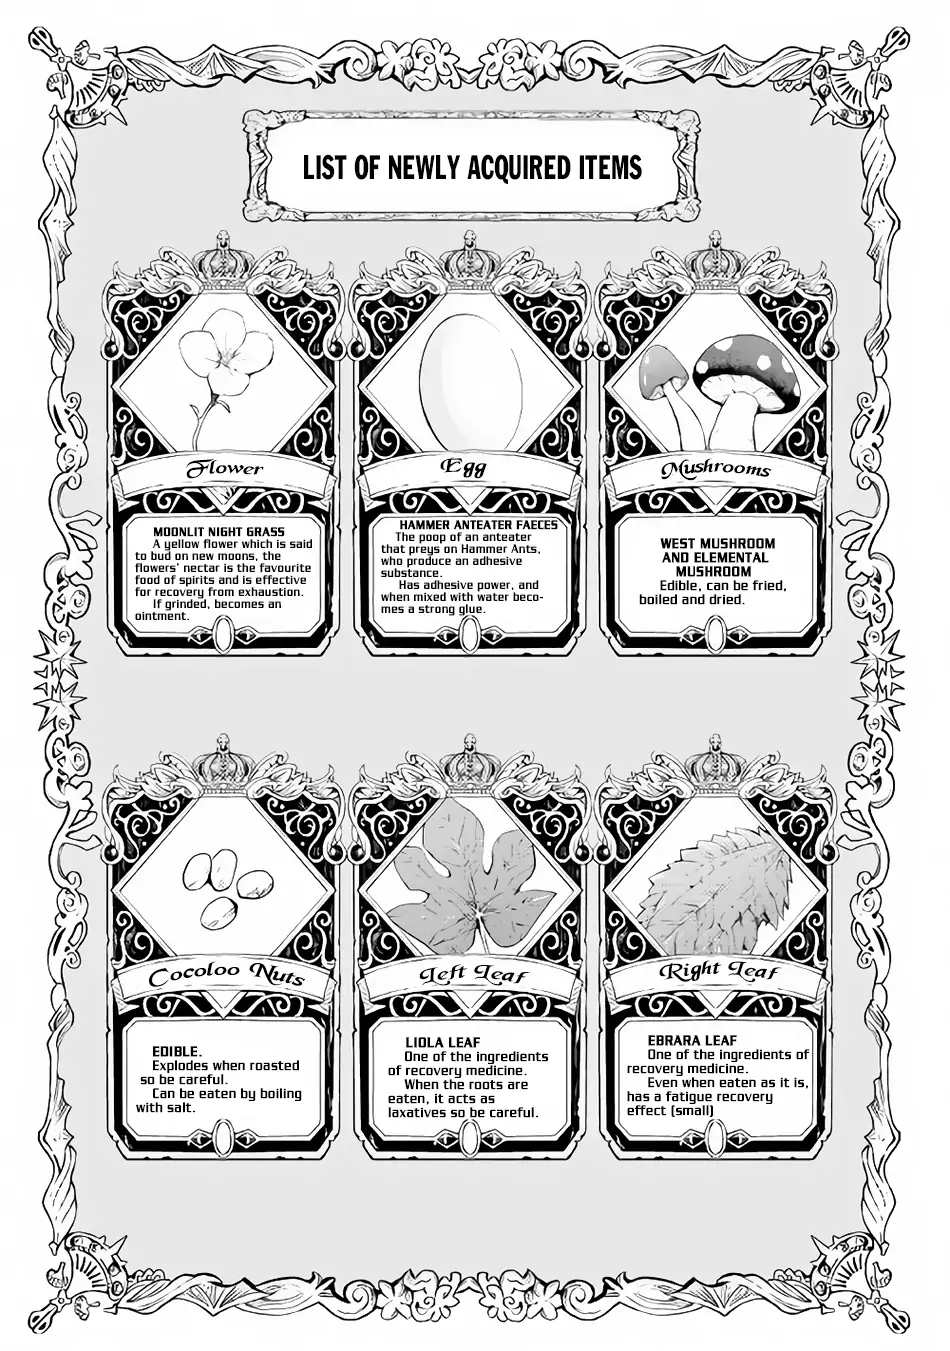 LIST OF NEWLY ACQUIRED ITEMS
Flower
MOONLIT NIGHT GRASS
A yellow flower which is said
to bud on new moons, the
flowers' nectar is the favourite
food of spirits and is effective
for recovery from exhaustion.
If grinded, becomes an
ointment.
Egg
HAMMER ANTEATER FAECES
The poop of an anteater
that preys on Hammer Ants,
who produce an adhesive
substance.
Has adhesive power, and
when mixed with water beco-
mes a strong glue.
Mushrooms
WEST MUSHROOM
AND ELEMENTAL
MUSHROOM
Edible, can be fried,
boiled and dried.
Cocoloo Nuts
EDIBLE.
Explodes when roasted
so be careful.
Can be eaten by boiling
with salt.
Left Leaf
LIOLA LEAF
One of the ingredients
of recovery medicine.
When the roots are
eaten, it acts as
laxatives so be careful.
Right Leaf
EBRARA LEAF
One of the ingredients of
recovery medicine.
Even when eaten as it is,
has a fatigue recovery
effect (small)